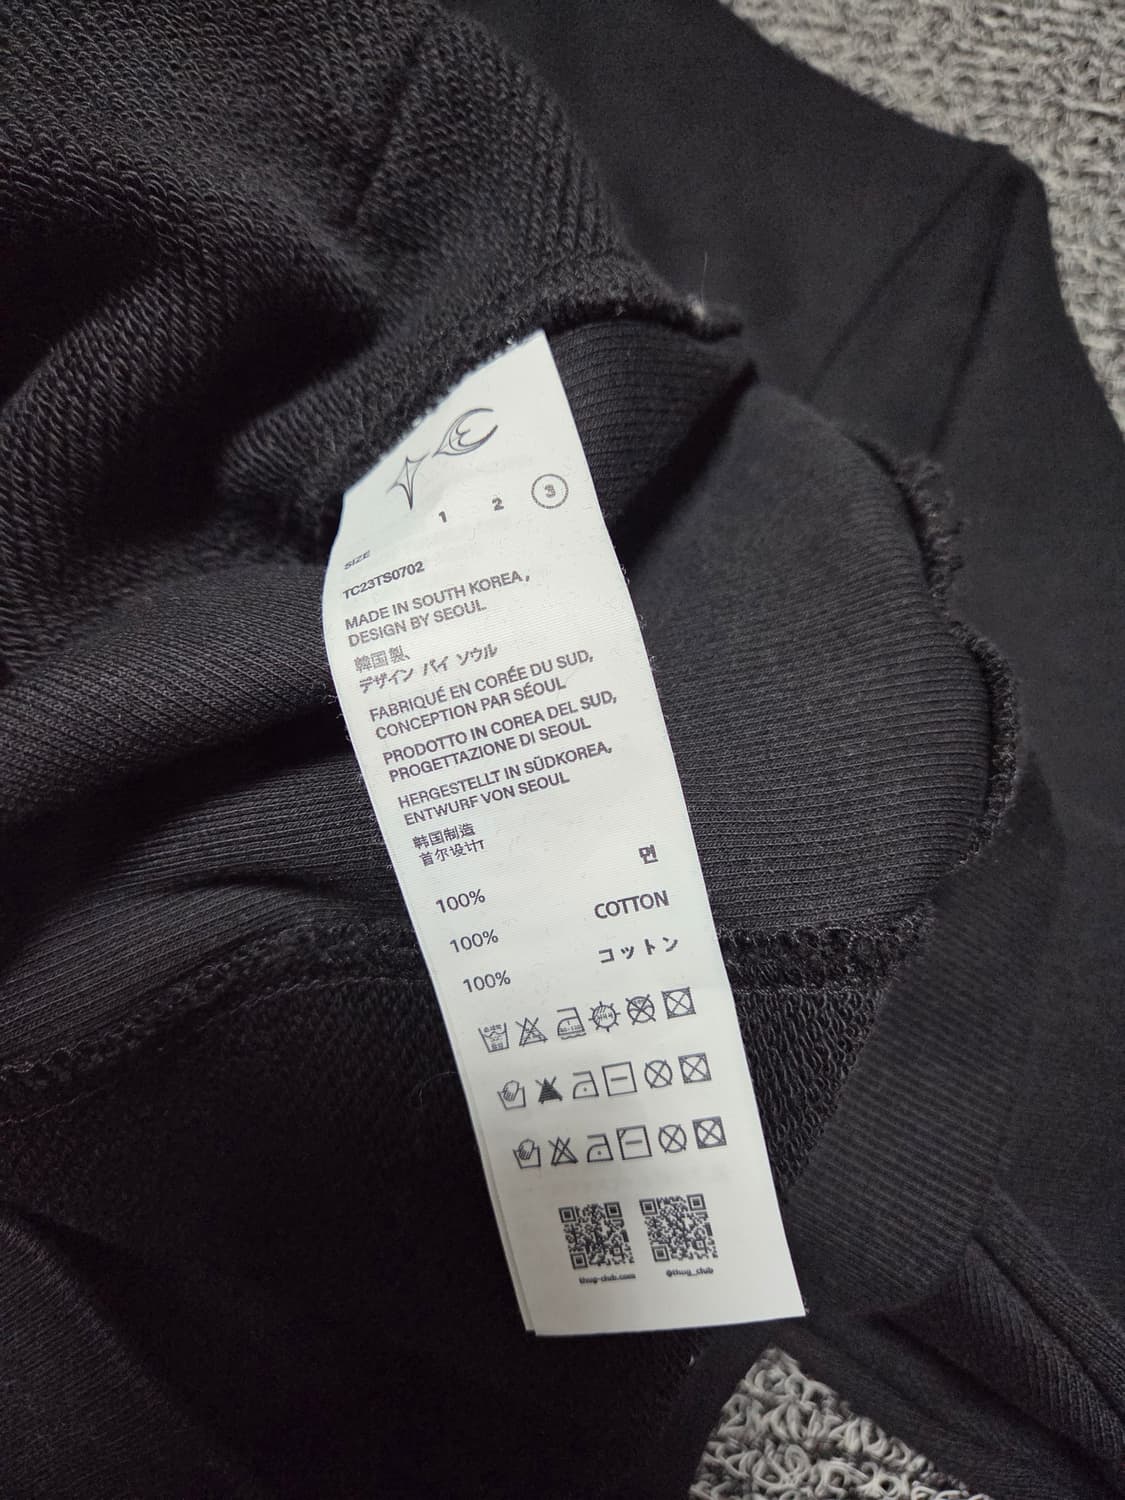 1 2 3
SIZE
TC23TS0702
MADE IN SOUTH KOREA,
DESIGN BY SEOUL
韓国製、
デザイン バイ ソウル
FABRIQUÉ EN CORÉE DU SUD,
CONCEPTION PAR SÉOUL
PRODOTTO IN COREA DEL SUD,
PROGETTAZIONE DI SEOUL
HERGESTELLT IN SÜDKOREA,
ENTWURF VON SEOUL
韩国制造
首尔设计
100% 면
100% COTTON
100% コットン
thug-club.com @thug_club